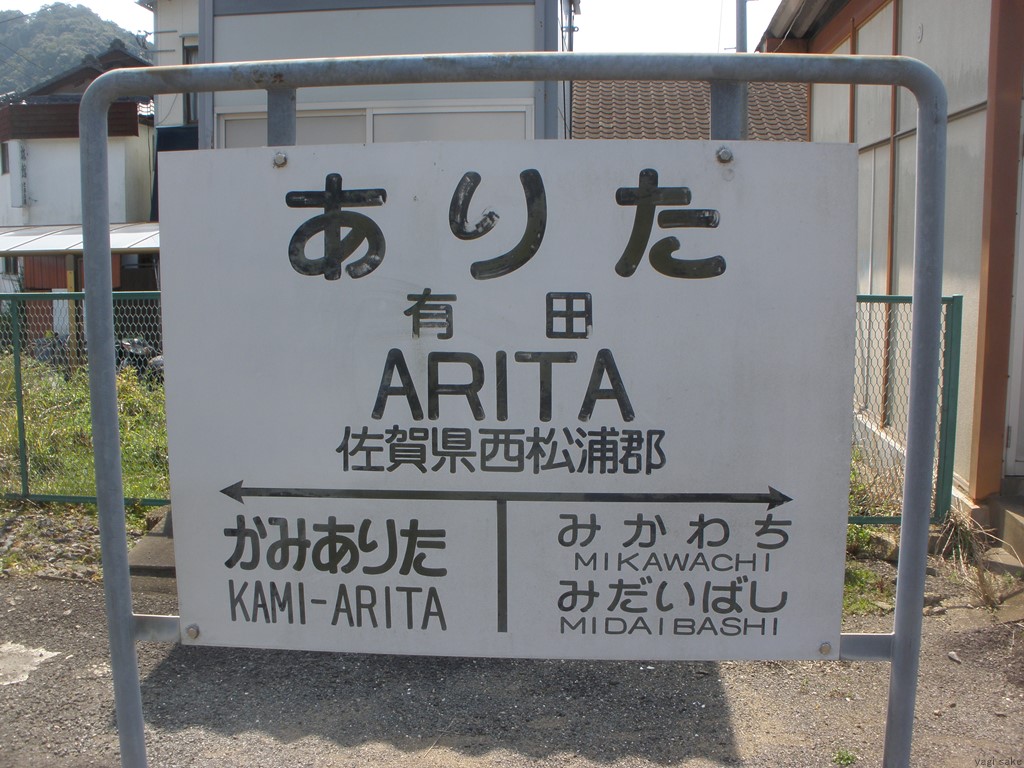 ありた
有田
ARITA
佐賀県西松浦郡
かみありた
KAMI-ARITA
みかわち
MIKAWACHI
みだいばし
MIDAIBASHI
yagi sake